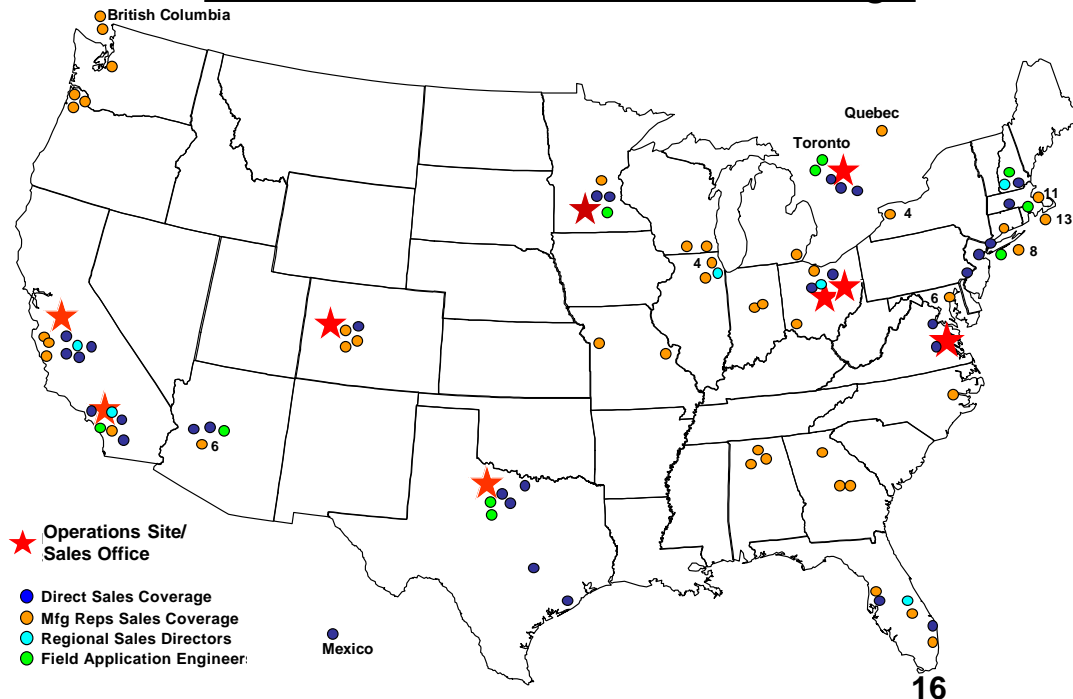 British Columbia
Quebec
Toronto
11
4
13
8
4
6
6
Operations Site/
Sales Office
Direct Sales Coverage
Mfg Reps Sales Coverage
Regional Sales Directors
Field Application Engineer
Mexico
16